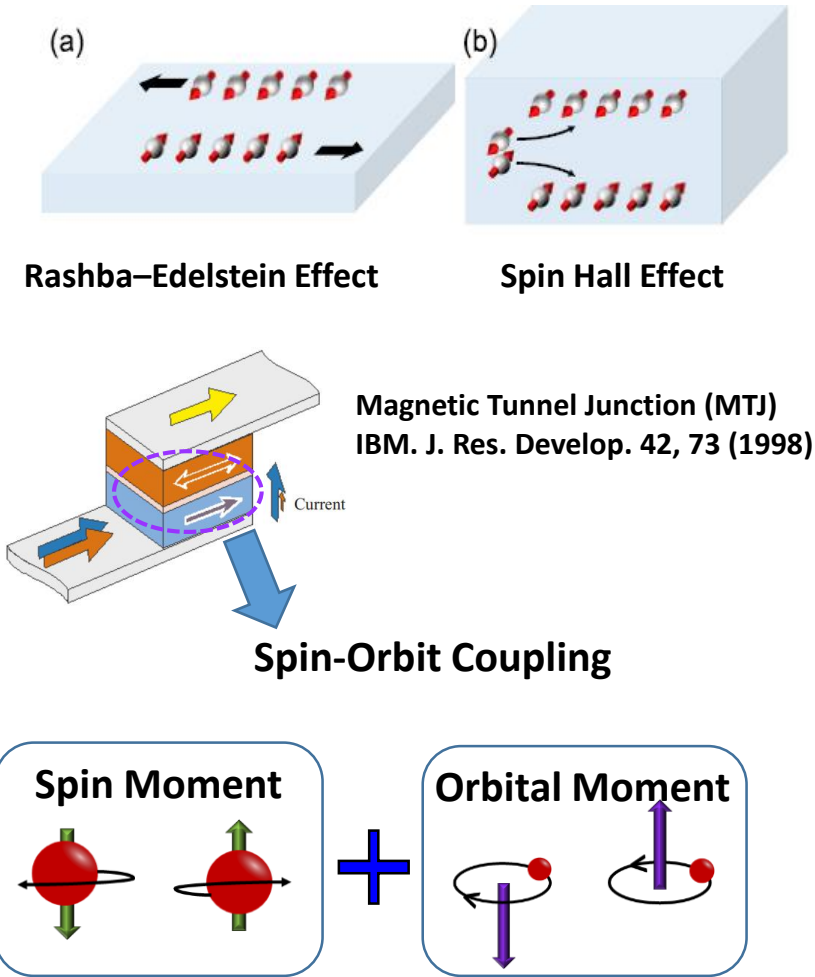 (a)
(b)
Rashba–Edelstein Effect
Spin Hall Effect
Magnetic Tunnel Junction (MTJ)
IBM. J. Res. Develop. 42, 73 (1998)
Current
Spin-Orbit Coupling
Spin Moment
Orbital Moment